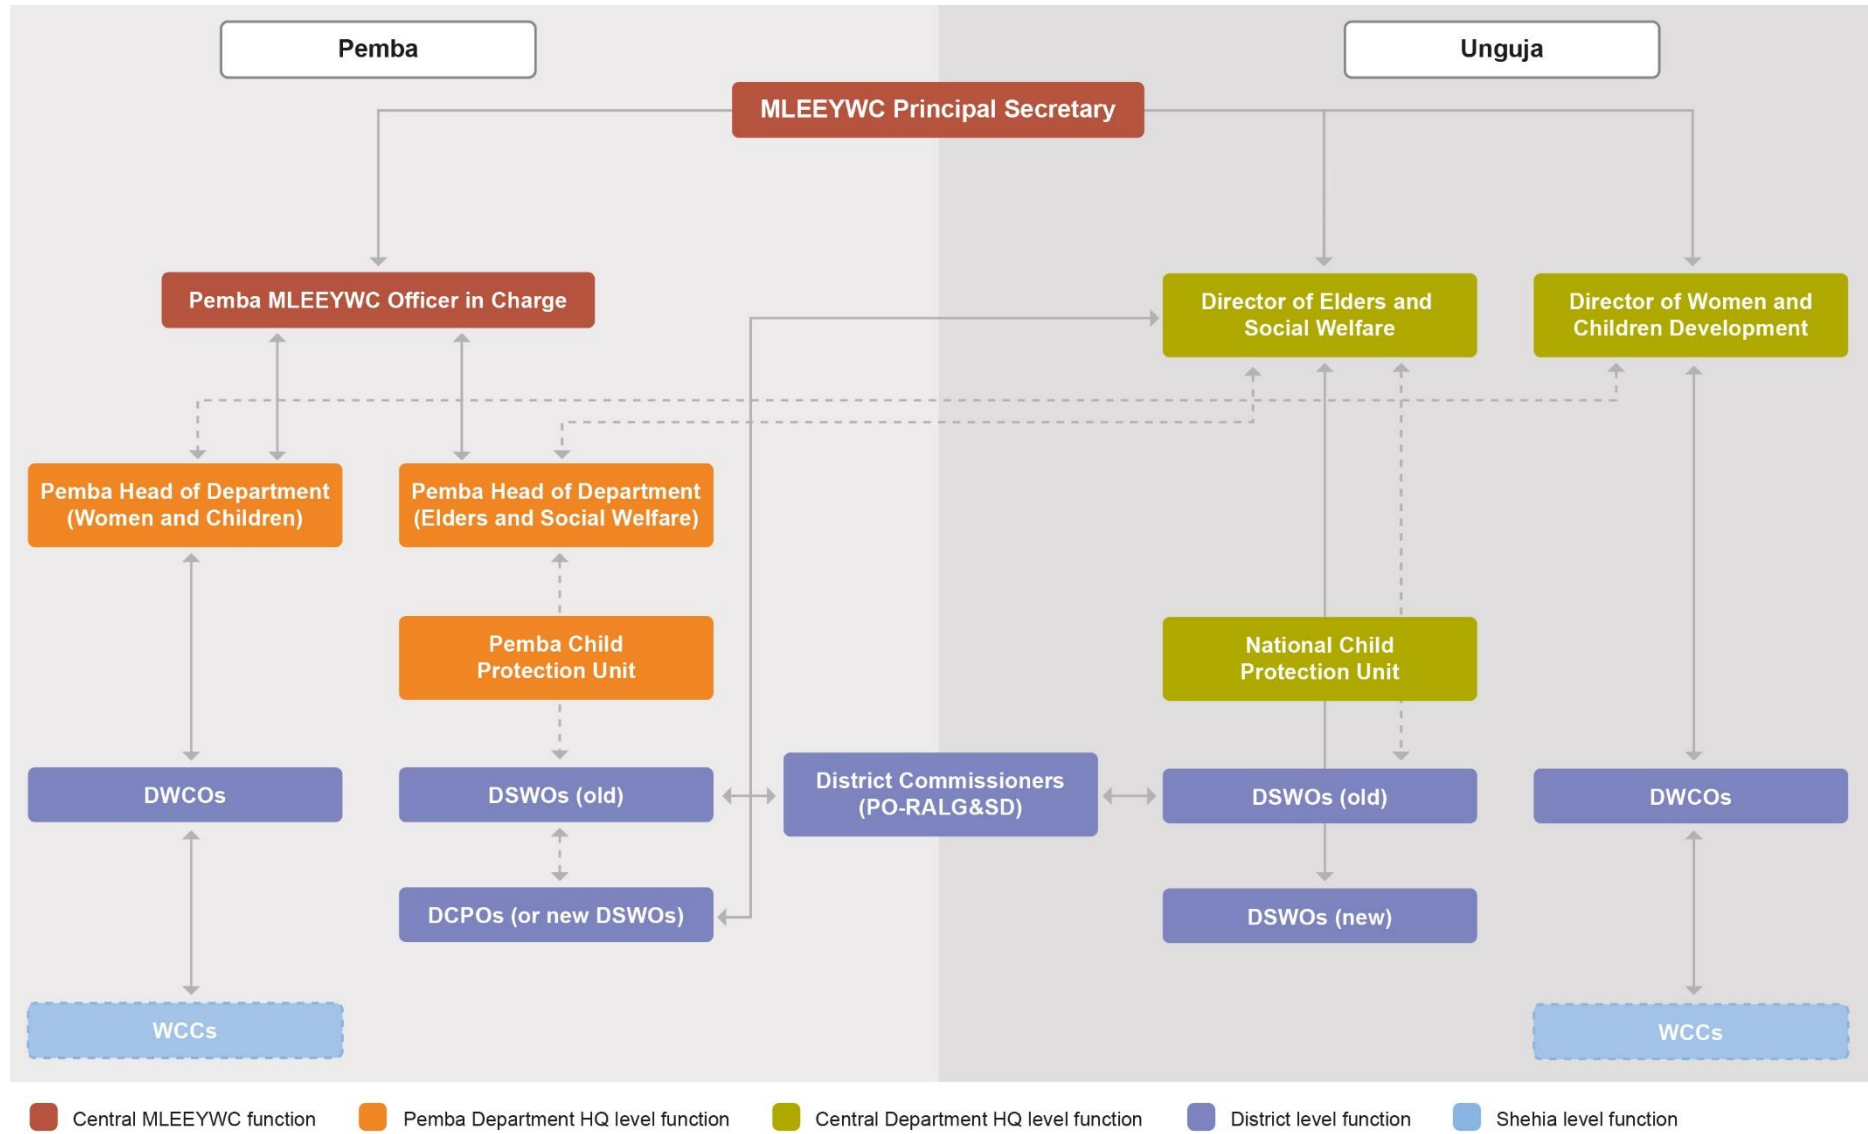 Pemba
Unguja
MLEEYWC Principal Secretary
Pemba MLEEYWC Officer in Charge
Director of Elders and
Social Welfare
Director of Women and
Children Development
Pemba Head of Department
(Women and Children)
Pemba Head of Department
(Elders and Social Welfare)
Pemba Child
Protection Unit
National Child
Protection Unit
DWCOs
DSWOs (old)
District Commissioners
(PO-RALG&SD)
DSWOs (old)
DWCOs
DCPOs (or new DSWOs)
DSWOs (new)
WCCs
WCCs
Central MLEEYWC function
Pemba Department HQ level function
Central Department HQ level function
District level function
Shehia level function